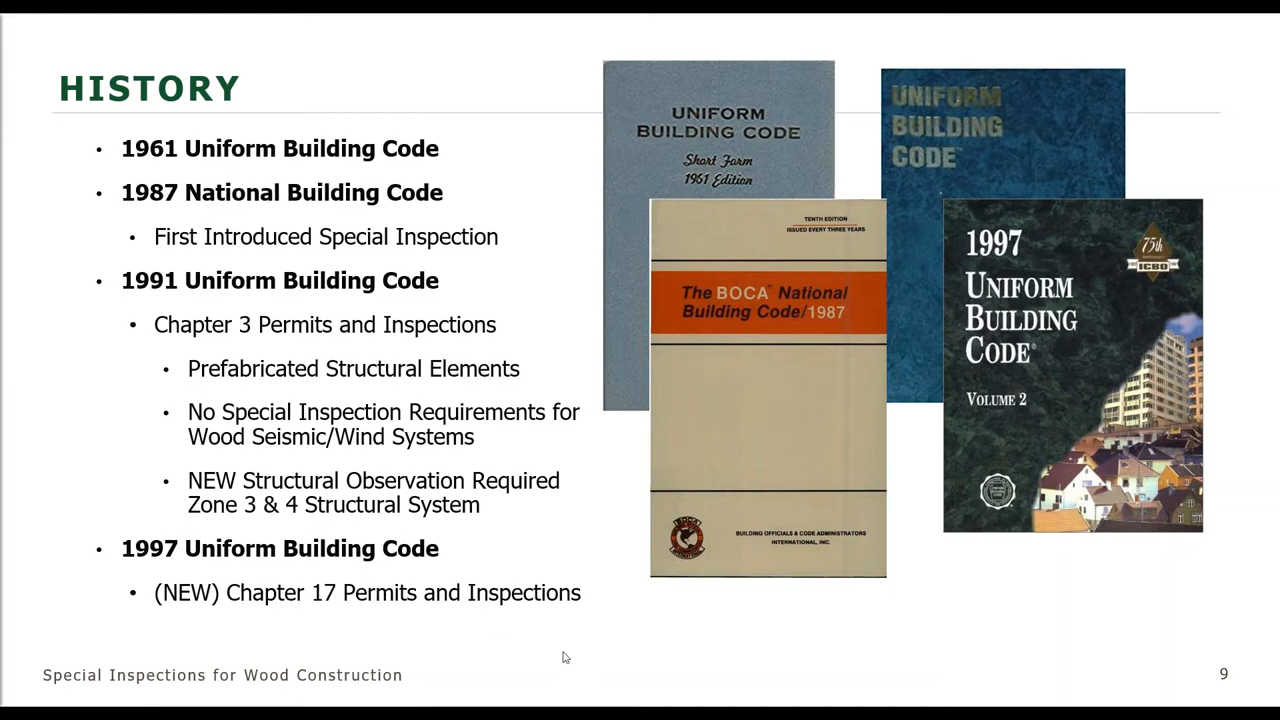 HISTORY
1961 Uniform Building Code
1987 National Building Code
First Introduced Special Inspection
1991 Uniform Building Code
Chapter 3 Permits and Inspections
Prefabricated Structural Elements
No Special Inspection Requirements for
Wood Seismic/Wind Systems
NEW Structural Observation Required
Zone 3 & 4 Structural System
1997 Uniform Building Code
(NEW) Chapter 17 Permits and Inspections
UNIFORM
BUILDING CODE
Short Form
1961 Edition
UNIFORM
BUILDING
CODE
TENTH EDITION
ISSUED EVERY THREE YEARS
The BOCA® National
Building Code/1987
BUILDING OFFICIALS & CODE ADMINISTRATORS
INTERNATIONAL, INC.
1997
75th
ICBO
UNIFORM
BUILDING
CODE®
VOLUME 2
Special Inspections for Wood Construction
9